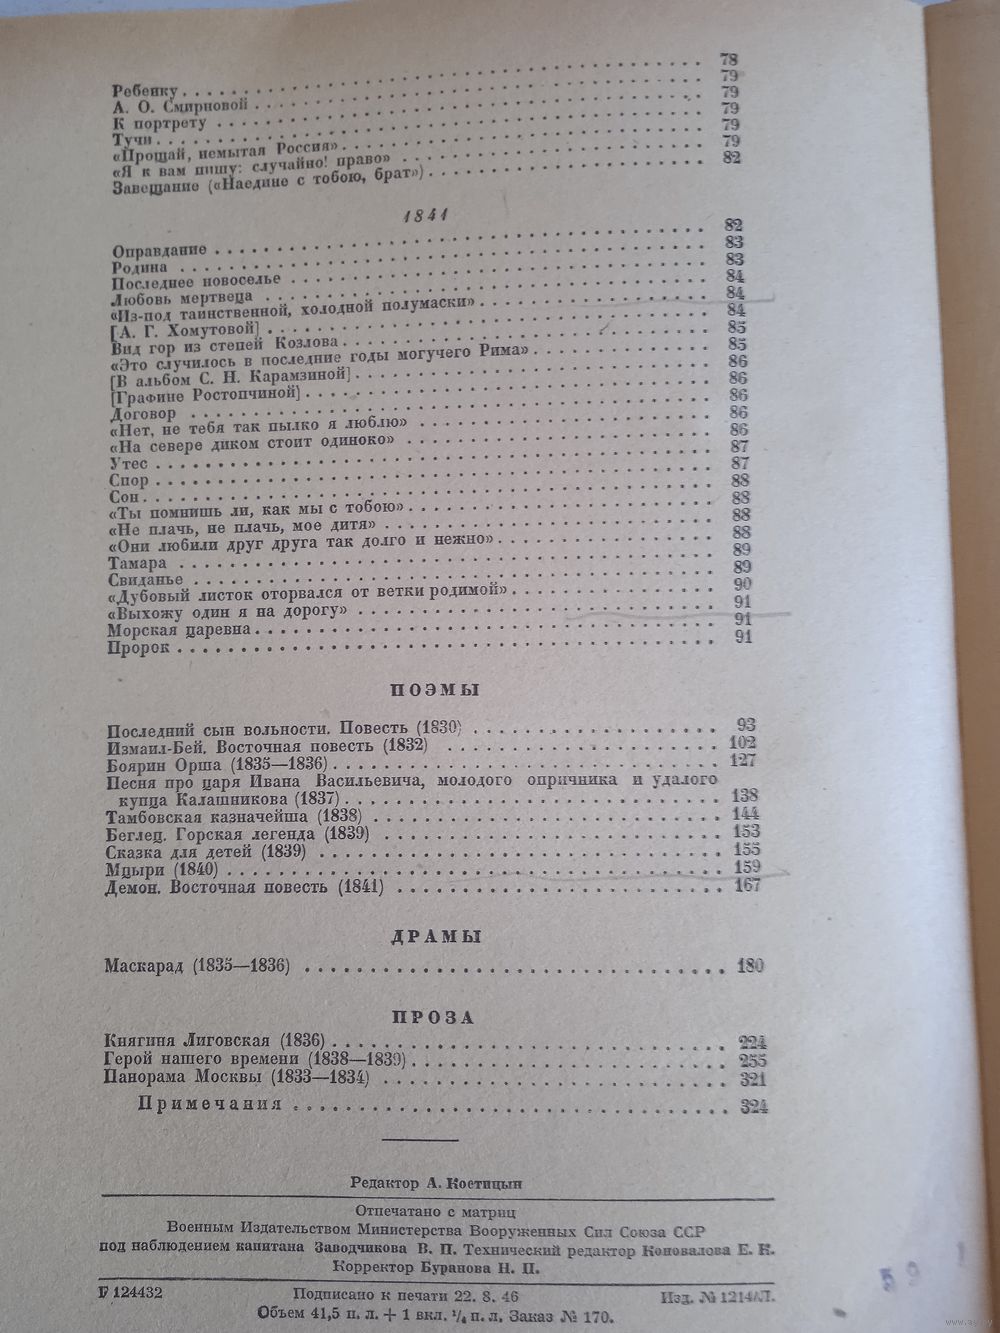 Ребенку . . . 78
А. О. Смирновой . . . 79
К портрету . . . 79
Тучи . . . 79
«Прощай, немытая Россия» . . . 79
«Я к вам пишу: случайно! право» . . . 79
Завещание («Наедине с тобою, брат») . . . 82
1841
Оправдание . . . 82
Родина . . . 83
Последнее новоселье . . . 83
Любовь мертвеца . . . 84
«Из-под таинственной, холодной полумаски» . . . 84
[А. Г. Хомутовой] . . . 84
Вид гор из степей Козлова . . . 85
«Это случилось в последние годы могучего Рима» . . . 85
[В альбом С. Н. Карамзиной] . . . 86
[Графине Ростопчиной] . . . 86
Договор . . . 86
«Нет, не тебя так пылко я люблю» . . . 86
«На севере диком стоит одиноко» . . . 86
Утес . . . 87
Спор . . . 87
Сон . . . 88
«Ты помнишь ли, как мы с тобою» . . . 88
«Не плачь, не плачь, мое дитя» . . . 88
«Они любили друг друга так долго и нежно» . . . 88
Тамара . . . 89
Свиданье . . . 89
«Дубовый листок оторвался от ветки родимой» . . . 90
«Выхожу один я на дорогу» . . . 91
Морская царевна . . . 91
Пророк . . . 91
ПОЭМЫ
Последний сын вольности. Повесть (1830) . . . 93
Измаил-Бей. Восточная повесть (1832) . . . 102
Боярин Орша (1835—1836) . . . 127
Песня про царя Ивана Васильевича, молодого опричника и удалого
купца Калашникова (1837) . . . 138
Тамбовская казначейша (1838) . . . 144
Беглец. Горская легенда (1839) . . . 153
Сказка для детей (1839) . . . 155
Мцыри (1840) . . . 159
Демон. Восточная повесть (1841) . . . 167
ДРАМЫ
Маскарад (1835—1836) . . . 180
ПРОЗА
Княгиня Лиговская (1836) . . . 224
Герой нашего времени (1838—1839) . . . 255
Панорама Москвы (1833—1834) . . . 321
Примечания . . . 324
Редактор А. Костицын
Отпечатано с матриц
Военным Издательством Министерства Вооруженных Сил Союза ССР
под наблюдением капитана Заводчикова В. П. Технический редактор Коновалова Е. К.
Корректор Буранова Н. П.
Г 124432 Подписано к печати 22. 8. 46 Изд. № 1214/Л.
Объем 41,5 п. л. + 1 вкл. 1/4 п. л. Заказ № 170.
59